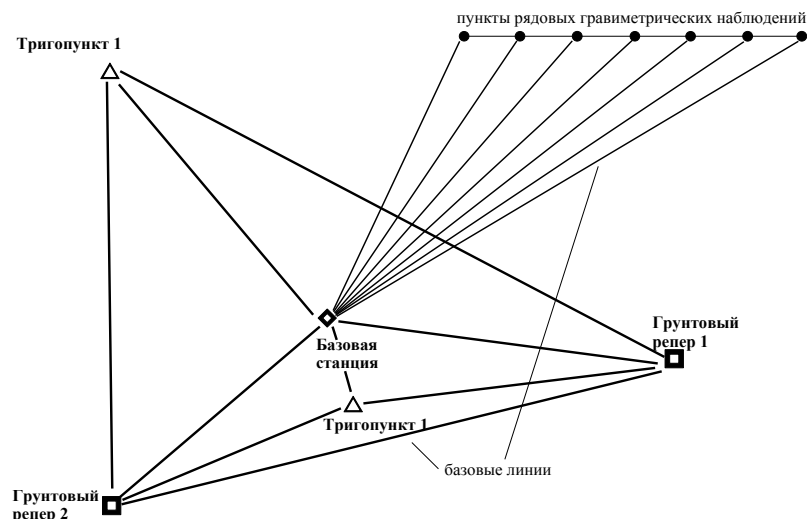 пункты рядовых гравиметрических наблюдений
Тригопункт 1
Грунтовый
репер 1
Базовая
станция
Тригопункт 1
базовые линии
Грунтовый
репер 2